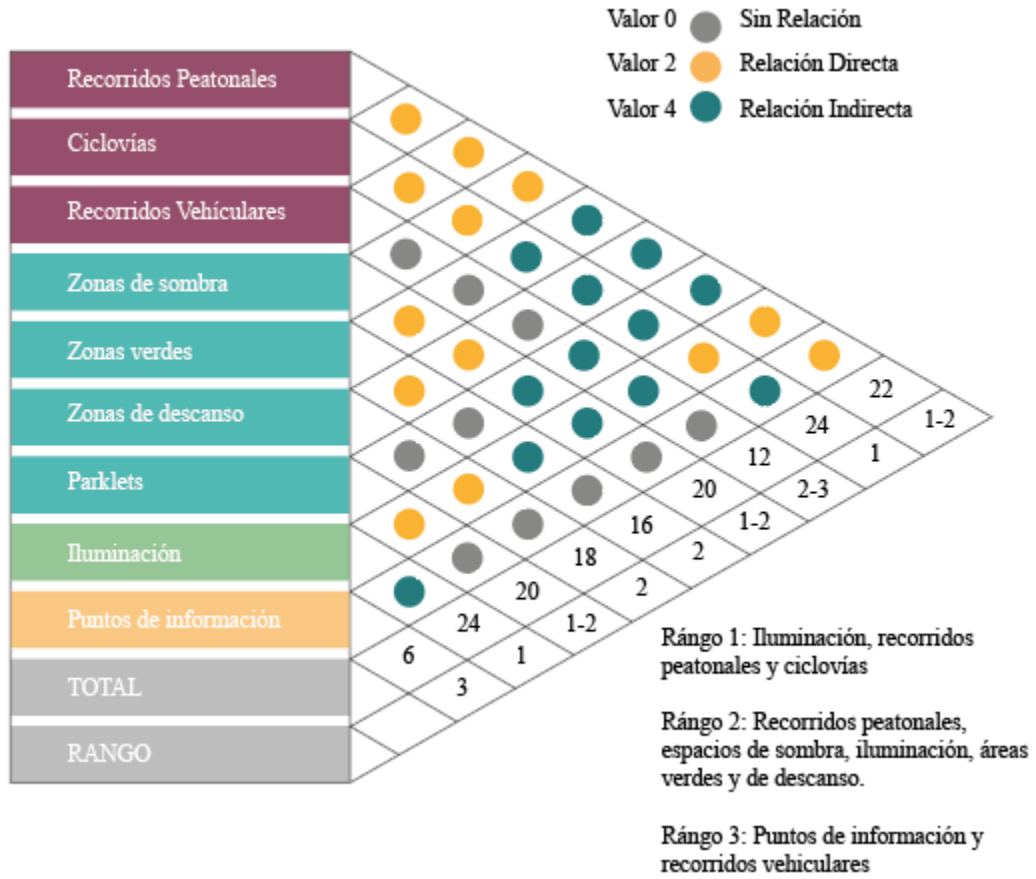 Valor 0 Sin Relación
Valor 2 Relación Directa
Valor 4 Relación Indirecta
Recorridos Peatonales
Ciclovías
Recorridos Vehículares
Zonas de sombra
Zonas verdes
Zonas de descanso
Parklets
Iluminación
Puntos de información
TOTAL
RANGO
22
1-2
24
1
12
2-3
20
1-2
16
2
18
2
20
1-2
24
1
6
3
Rángo 1: Iluminación, recorridos
peatonales y ciclovías
Rángo 2: Recorridos peatonales,
espacios de sombra, iluminación, áreas
verdes y de descanso.
Rángo 3: Puntos de información y
recorridos vehiculares